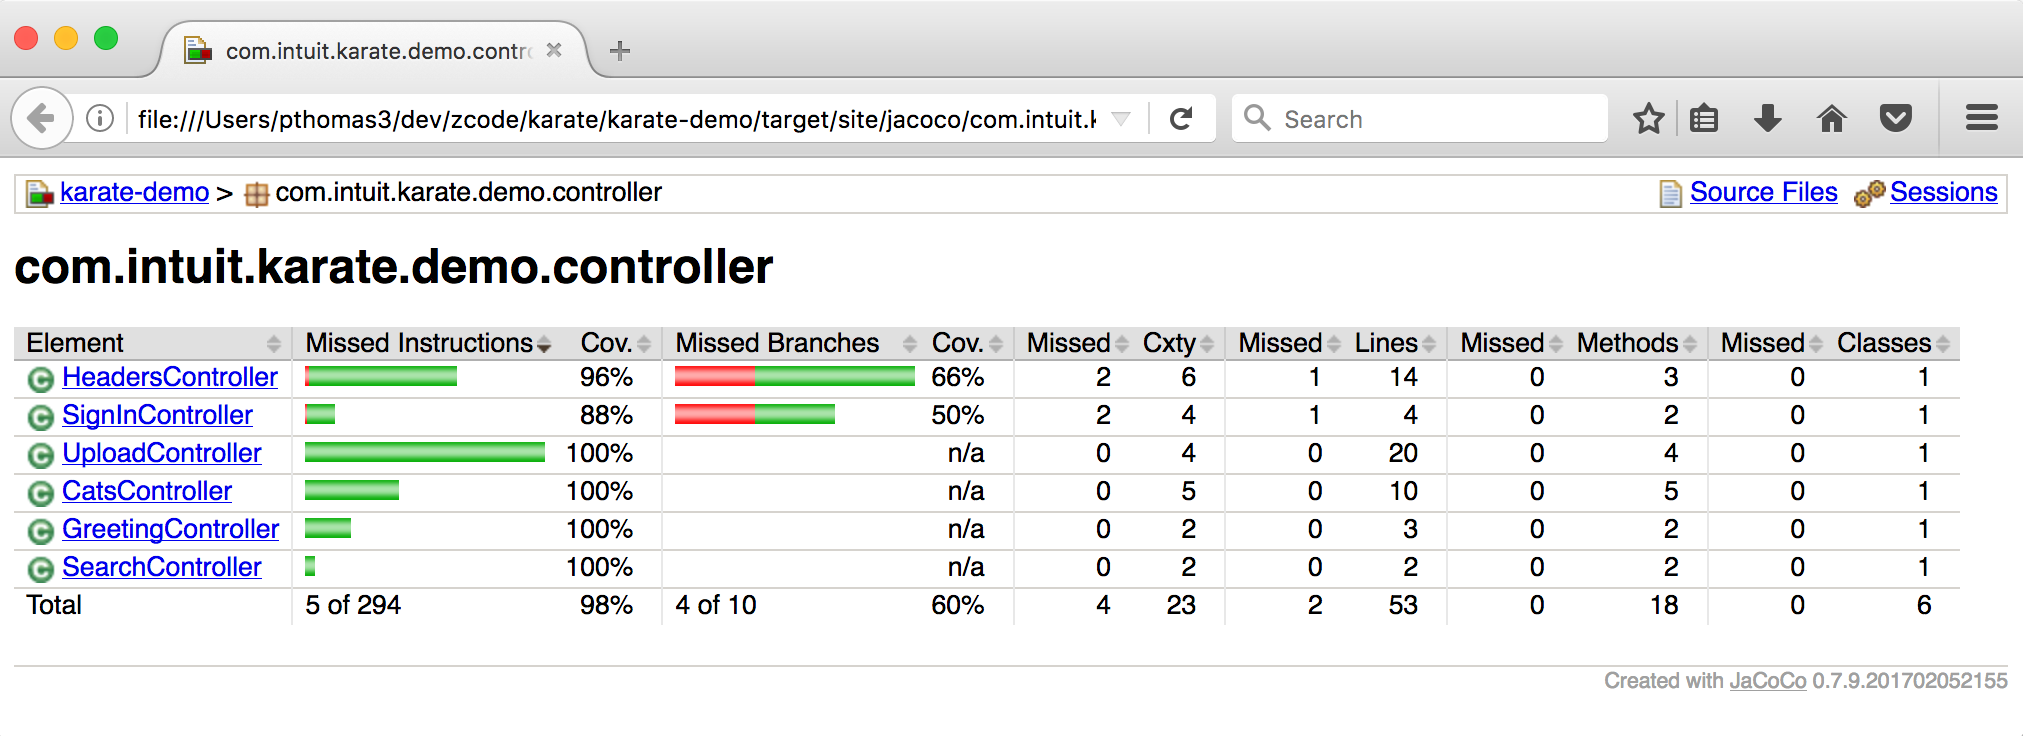 com.intuit.karate.demo.contro
file:///Users/pthomas3/dev/zcode/karate/karate-demo/target/site/jacoco/com.intuit.k
Search
karate-demo > com.intuit.karate.demo.controller Source Files Sessions
com.intuit.karate.demo.controller
Element Missed Instructions Cov. Missed Branches Cov. Missed Cxty Missed Lines Missed Methods Missed Classes
HeadersController 96% 66% 2 6 1 14 0 3 0 1
SignInController 88% 50% 2 4 1 4 0 2 0 1
UploadController 100% n/a 0 4 0 20 0 4 0 1
CatsController 100% n/a 0 5 0 10 0 5 0 1
GreetingController 100% n/a 0 2 0 3 0 2 0 1
SearchController 100% n/a 0 2 0 2 0 2 0 1
Total 5 of 294 98% 4 of 10 60% 4 23 2 53 0 18 0 6
Created with JaCoCo 0.7.9.201702052155